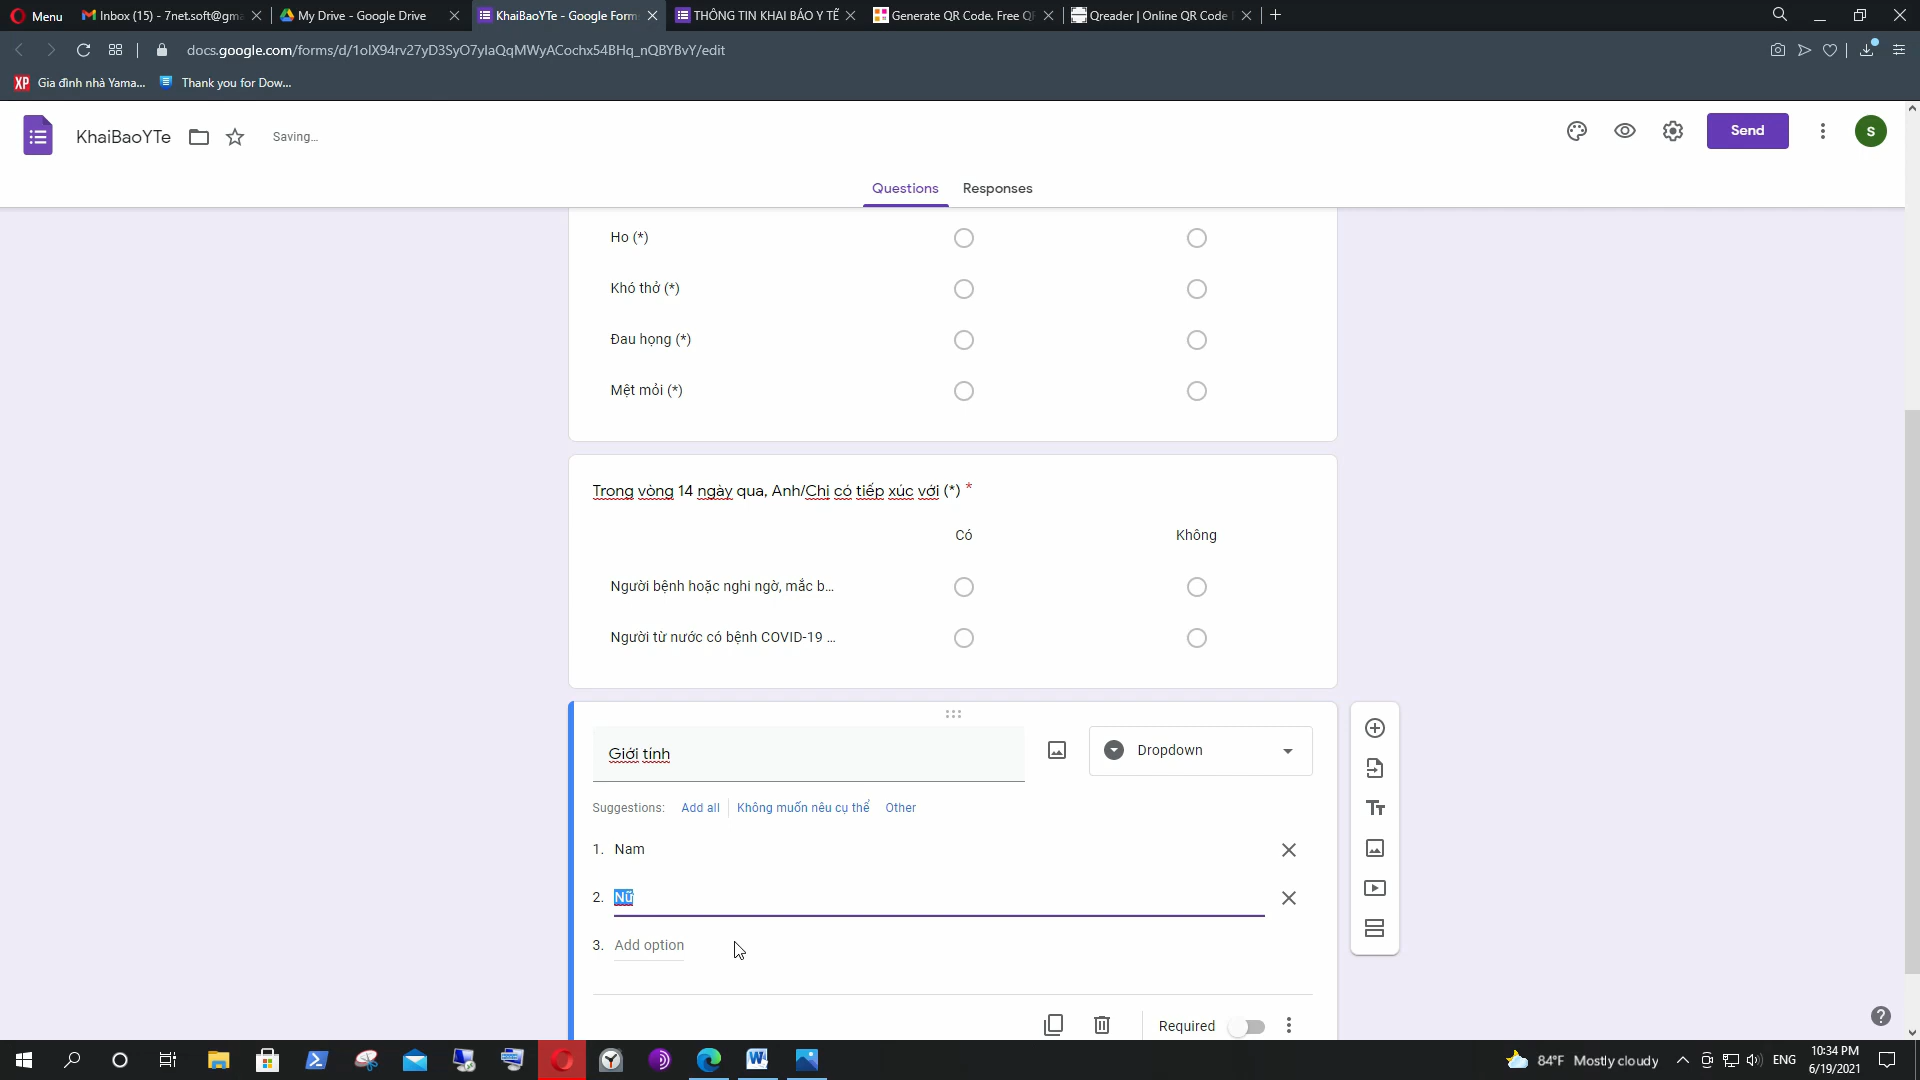 Menu
Inbox (15) - 7net.soft@gma
My Drive - Google Drive
KhaiBaoYTe - Google Form
THÔNG TIN KHAI BÁO Y TẾ
Generate QR Code. Free Q
Qreader | Online QR Code
docs.google.com/forms/d/1oIX94rv27yD3SyO7ylaQqMWyACochx54BHq_nQBYBvY/edit
Gia đình nhà Yama...
Thank you for Dow...
KhaiBaoYTe
Saving...
Send
S
Questions
Responses
Ho (*)
Khó thở (*)
Đau họng (*)
Mệt mỏi (*)
Trong vòng 14 ngày qua, Anh/Chị có tiếp xúc với (*) *
Có
Không
Người bệnh hoặc nghi ngờ, mắc b...
Người từ nước có bệnh COVID-19 ...
Giới tính
Dropdown
Suggestions: Add all Không muốn nêu cụ thể Other
1. Nam
2. Nữ
3. Add option
Required
84°F Mostly cloudy
ENG
10:34 PM
6/19/2021